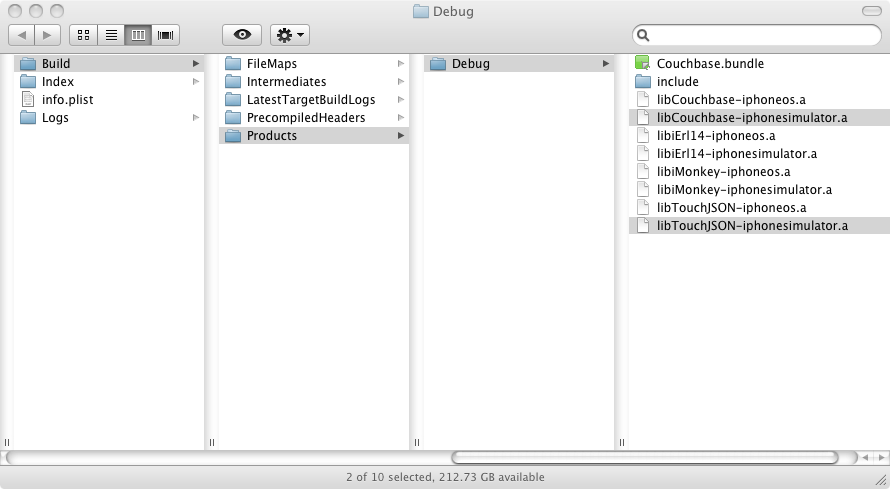 Debug
Build
Index
info.plist
Logs
FileMaps
Intermediates
LatestTargetBuildLogs
PrecompiledHeaders
Products
Debug
Couchbase.bundle
include
libCouchbase-iphoneos.a
libCouchbase-iphonesimulator.a
libiErl14-iphoneos.a
libiErl14-iphonesimulator.a
libiMonkey-iphoneos.a
libiMonkey-iphonesimulator.a
libTouchJSON-iphoneos.a
libTouchJSON-iphonesimulator.a
2 of 10 selected, 212.73 GB available